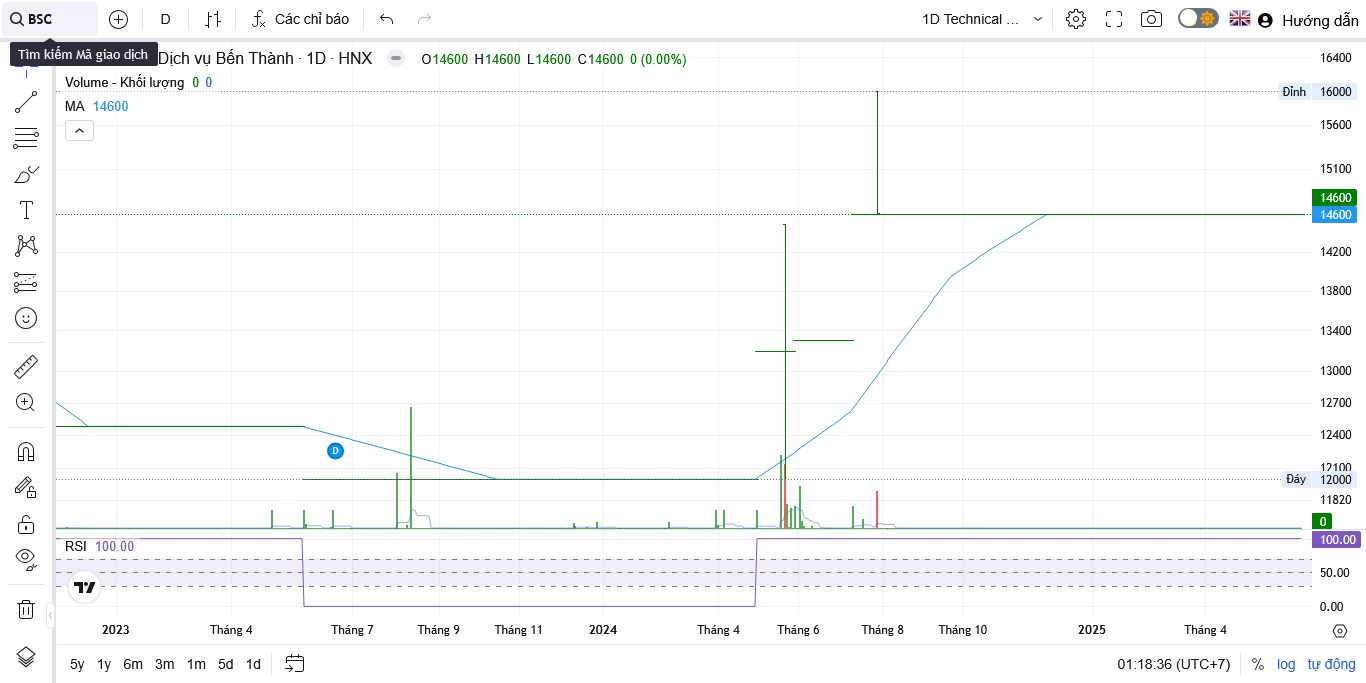 BSC
D
Các chỉ báo
1D Technical ...
Hướng dẫn
Tìm kiếm Mã giao dịch
Dịch vụ Bến Thành · 1D · HNX
O14600 H14600 L14600 C14600 0 (0.00%)
Volume - Khối lượng 0 0
MA 14600
16400
Đỉnh 16000
15600
15100
14600
14600
14200
13800
13400
13000
12700
12400
12100
Đáy 12000
11820
0
D
RSI 100.00
100.00
50.00
0.00
2023 Tháng 4 Tháng 7 Tháng 9 Tháng 11 2024 Tháng 4 Tháng 6 Tháng 8 Tháng 10 2025 Tháng 4
5y 1y 6m 3m 1m 5d 1d
01:18:36 (UTC+7) % log tự động